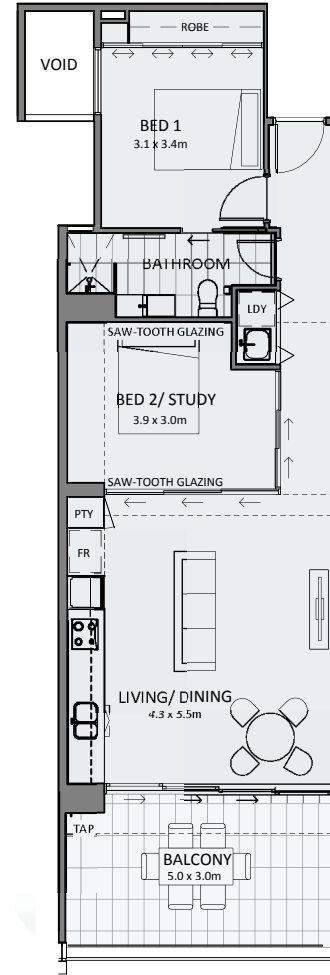 ROBE
VOID
BED 1
3.1 x 3.4m
BATHROOM
LDY
SAW-TOOTH GLAZING
BED 2/ STUDY
3.9 x 3.0m
SAW-TOOTH GLAZING
PTY
FR
LIVING/ DINING
4.3 x 5.5m
TAP
BALCONY
5.0 x 3.0m